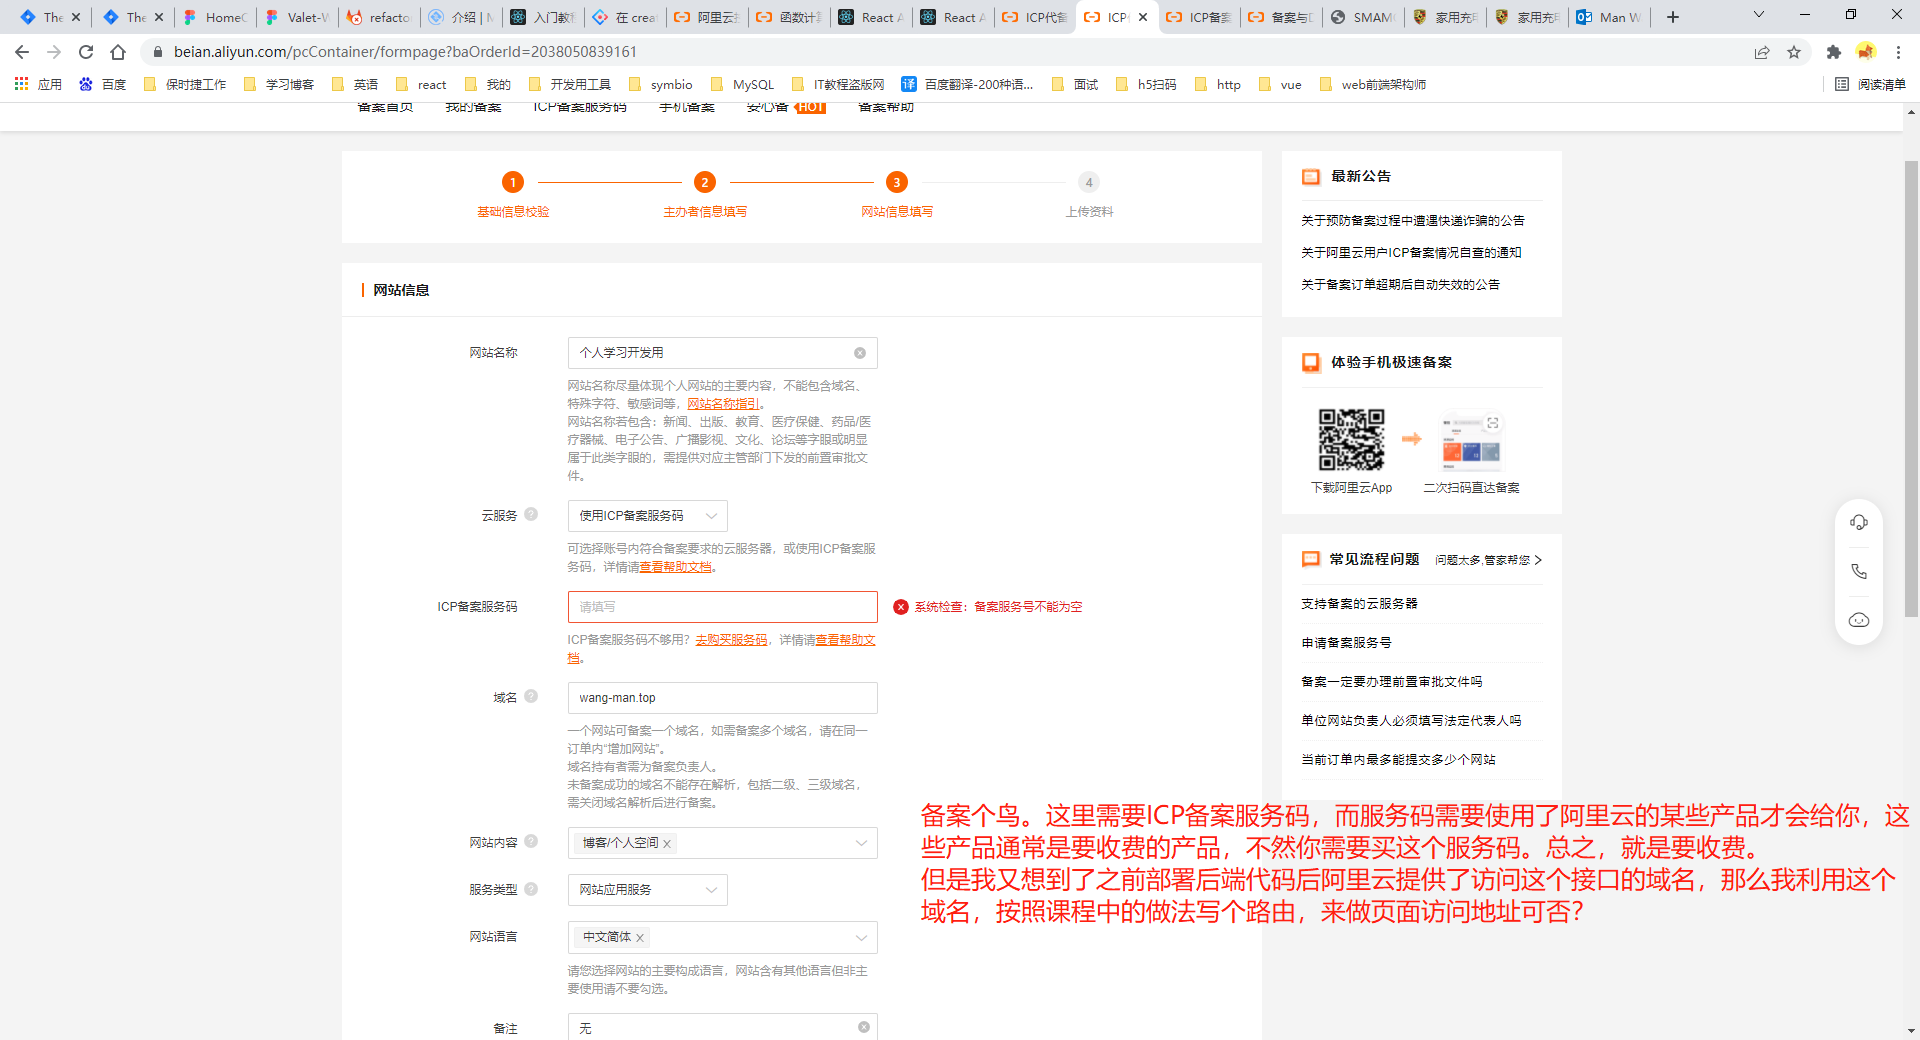 The
The
HomeC
Valet-W
refacto
介绍 | M
入门教
在 crea
阿里云
函数计
React A
React A
ICP代备
ICP
ICP备案
备案与D
SMAM
家用充
家用充
Man W
beian.aliyun.com/pcContainer/formpage?baOrderId=2038050839161
应用
百度
保时捷工作
学习博客
英语
react
我的
开发用工具
symbio
MySQL
IT教程盗版网
译 百度翻译-200种语...
面试
h5扫码
http
vue
web前端架构师
阅读清单
备案首页
我的备案
ICP备案服务码
手机备案
安心备 HOT
备案帮助
1
2
3
4
基础信息校验
主办者信息填写
网站信息填写
上传资料
网站信息
网站名称
个人学习开发用
网站名称尽量体现个人网站的主要内容，不能包含域名、
特殊字符、敏感词等，网站名称指引。
网站名称若包含：新闻、出版、教育、医疗保健、药品/医
疗器械、电子公告、广播影视、文化、论坛等字眼或明显
属于此类字眼的，需提供对应主管部门下发的前置审批文
件。
云服务 ?
使用ICP备案服务码
可选择账号内符合备案要求的云服务器，或使用ICP备案服
务码，详情请查看帮助文档。
ICP备案服务码
请填写
系统检查：备案服务号不能为空
ICP备案服务码不够用？去购买服务码，详情请查看帮助文
档。
域名 ?
wang-man.top
一个网站可备案一个域名，如需备案多个域名，请在同一
订单内“增加网站”。
域名持有者需为备案负责人。
未备案成功的域名不能存在解析，包括二级、三级域名，
需关闭域名解析后进行备案。
网站内容 ?
博客/个人空间
服务类型 ?
网站应用服务
网站语言
中文简体
请您选择网站的主要构成语言，网站含有其他语言但非主
要使用请不要勾选。
备注
无
最新公告
关于预防备案过程中遭遇快递诈骗的公告
关于阿里云用户ICP备案情况自查的通知
关于备案订单超期后自动失效的公告
体验手机极速备案
下载阿里云App
二次扫码直达备案
常见流程问题
问题太多,管家帮您
支持备案的云服务器
申请备案服务号
备案一定要办理前置审批文件吗
单位网站负责人必须填写法定代表人吗
当前订单内最多能提交多少个网站
备案个鸟。这里需要ICP备案服务码，而服务码需要使用了阿里云的某些产品才会给你，这
些产品通常是要收费的产品，不然你需要买这个服务码。总之，就是要收费。
但是我又想到了之前部署后端代码后阿里云提供了访问这个接口的域名，那么我利用这个
域名，按照课程中的做法写个路由，来做页面访问地址可否？